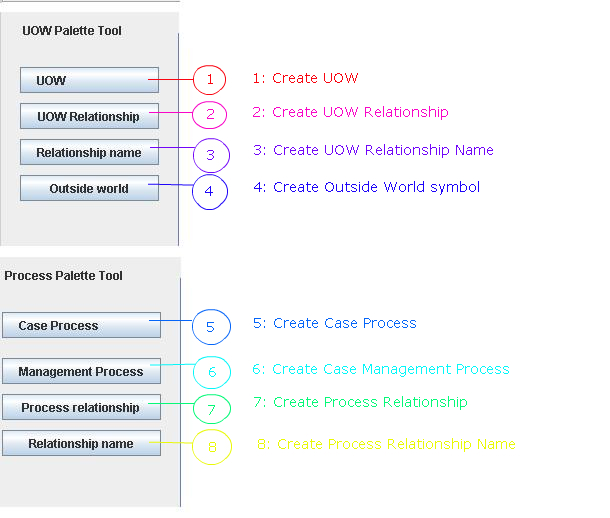 UOW Palette Tool
UOW 1 1: Create UOW
UOW Relationship 2 2: Create UOW Relationship
Relationship name 3 3: Create UOW Relationship Name
Outside world 4 4: Create Outside World symbol
Process Palette Tool
Case Process 5 5: Create Case Process
Management Process 6 6: Create Case Management Process
Process relationship 7 7: Create Process Relationship
Relationship name 8 8: Create Process Relationship Name